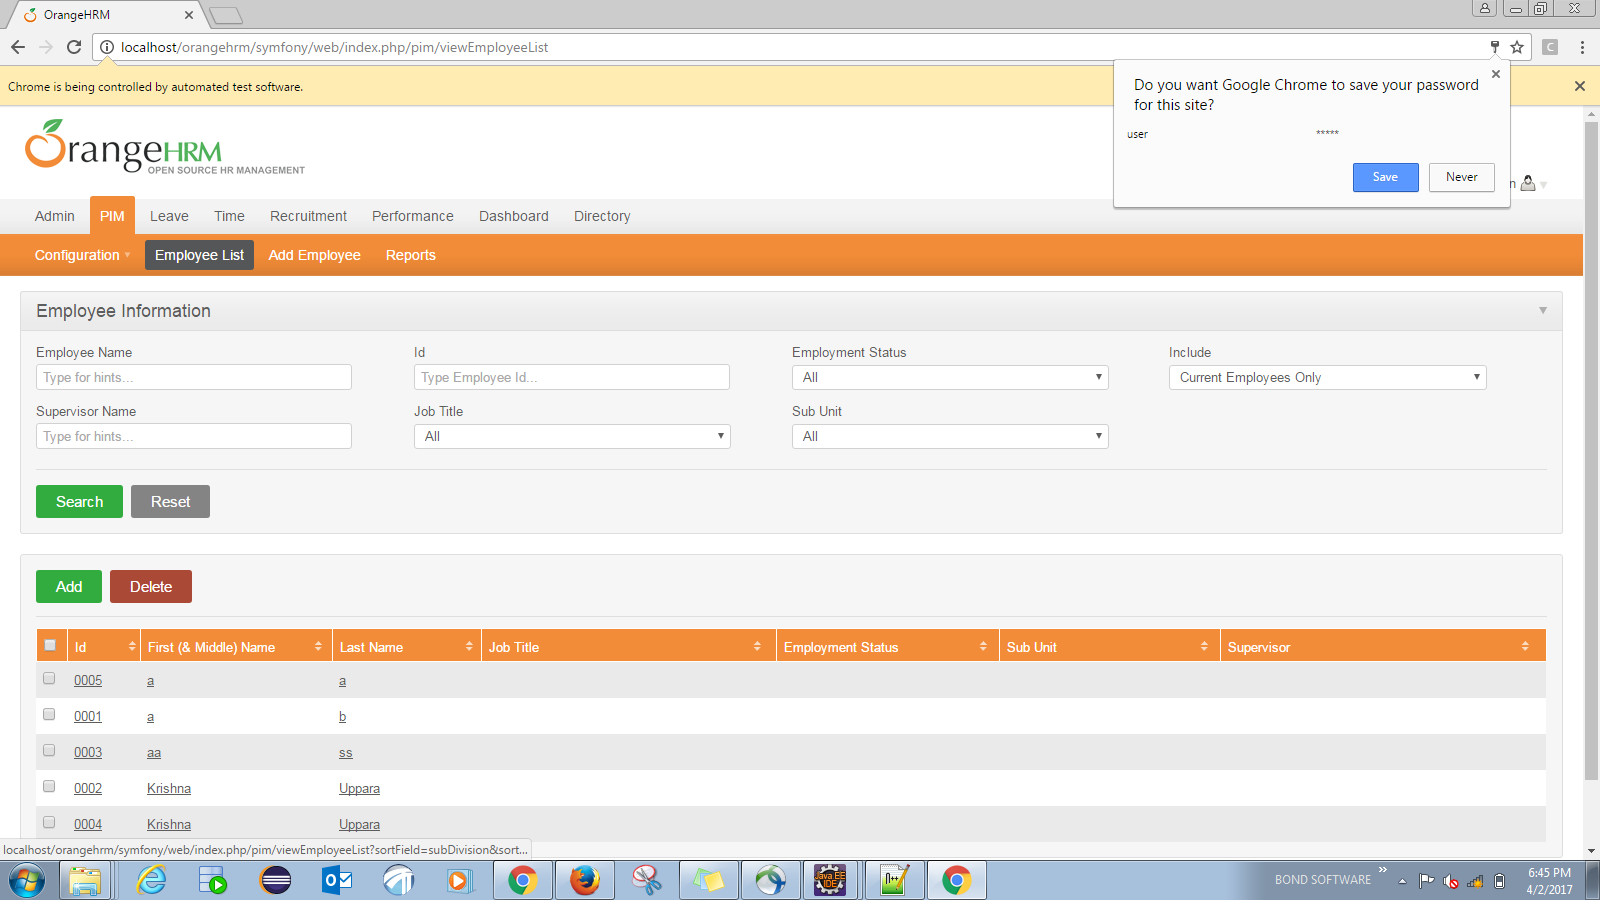 OrangeHRM
localhost/orangehrm/symfony/web/index.php/pim/viewEmployeeList
C
Chrome is being controlled by automated test software.
Do you want Google Chrome to save your password
for this site?
user *****
Save Never
OrangeHRM
OPEN SOURCE HR MANAGEMENT
n
Admin PIM Leave Time Recruitment Performance Dashboard Directory
Configuration Employee List Add Employee Reports
Employee Information
Employee Name Id Employment Status Include
Type for hints... Type Employee Id... All Current Employees Only
Supervisor Name Job Title Sub Unit
Type for hints... All All
Search Reset
Add Delete
Id First (& Middle) Name Last Name Job Title Employment Status Sub Unit Supervisor
0005 a a
0001 a b
0003 aa ss
0002 Krishna Uppara
0004 Krishna Uppara
localhost/orangehrm/symfony/web/index.php/pim/viewEmployeeList?sortField=subDivision&sort...
Java EE
IDE
BOND SOFTWARE
6:45 PM
4/2/2017